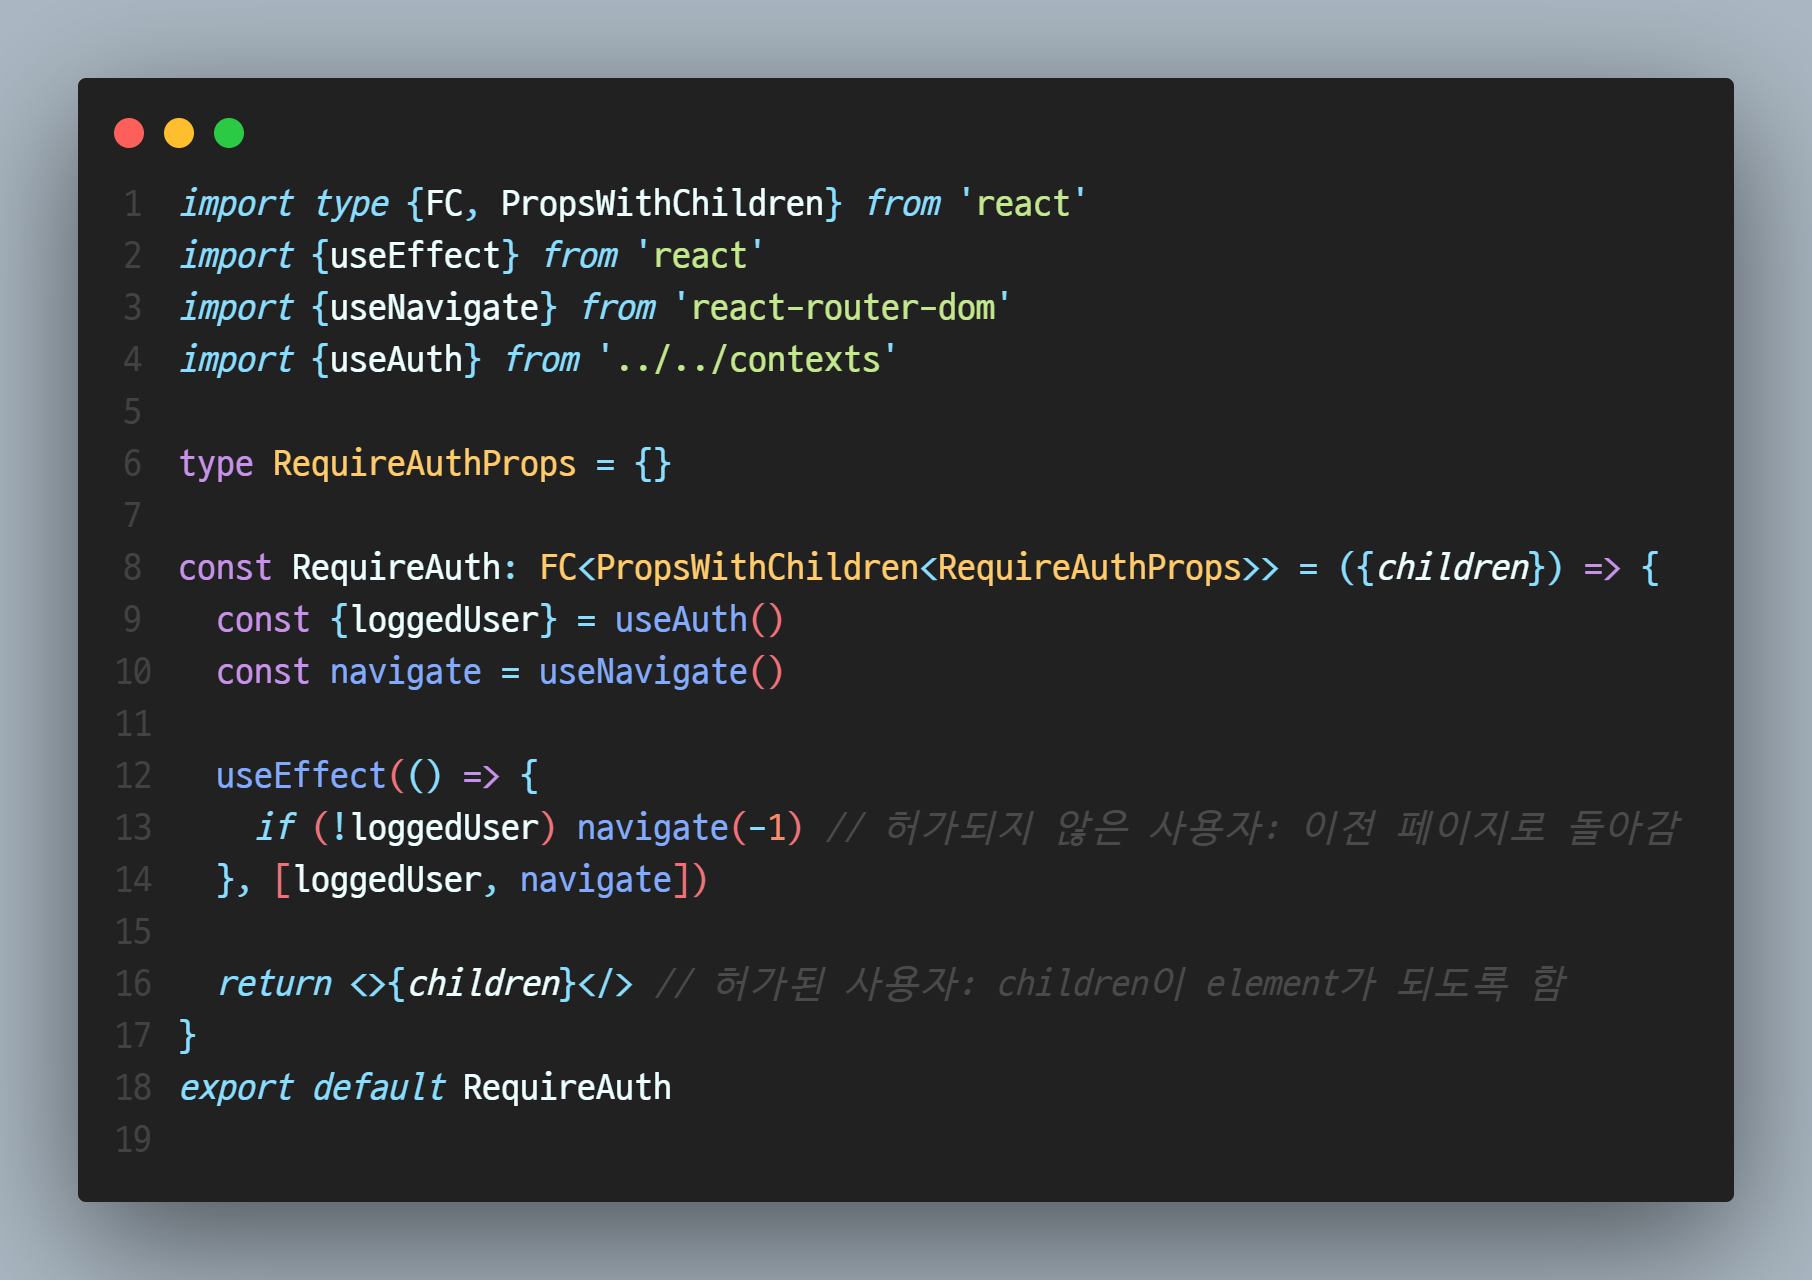 1 import type {FC, PropsWithChildren} from 'react'
2 import {useEffect} from 'react'
3 import {useNavigate} from 'react-router-dom'
4 import {useAuth} from '../../contexts'
5
6 type RequireAuthProps = {}
7
8 const RequireAuth: FC<PropsWithChildren<RequireAuthProps>> = ({children}) => {
9   const {loggedUser} = useAuth()
10   const navigate = useNavigate()
11
12   useEffect(() => {
13     if (!loggedUser) navigate(-1) // 허가되지 않은 사용자: 이전 페이지로 돌아감
14   }, [loggedUser, navigate])
15
16   return <>{children}</> // 허가된 사용자: children이 element가 되도록 함
17 }
18 export default RequireAuth
19